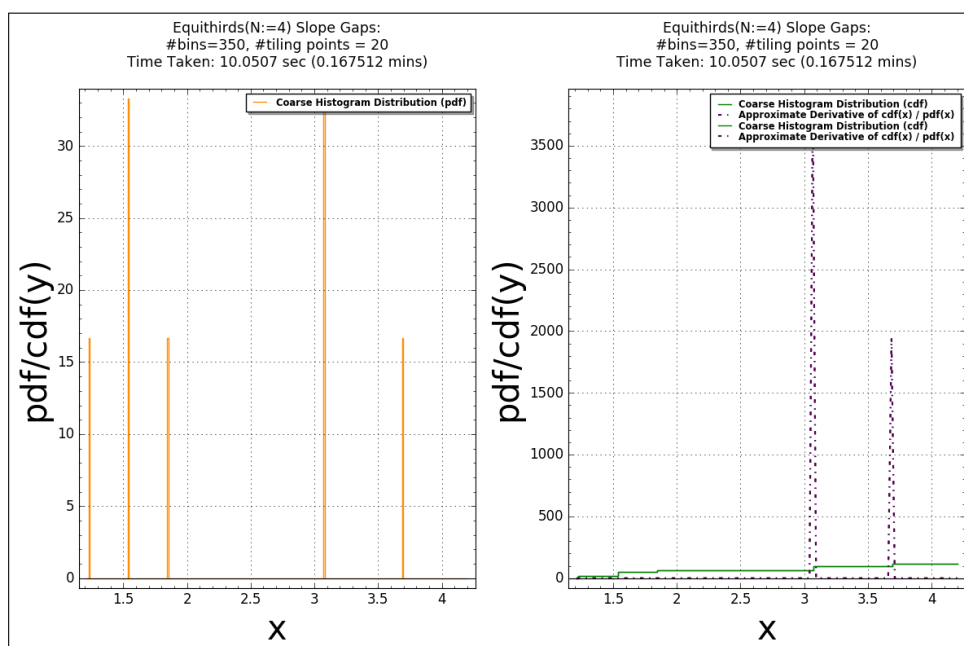 Equithirds(N:=4) Slope Gaps:
#bins=350, #tiling points = 20
Time Taken: 10.0507 sec (0.167512 mins)
Coarse Histogram Distribution (pdf)
pdf/cdf(y)
30
25
20
15
10
5
0
1.5
2
2.5
3
3.5
4
x
Equithirds(N:=4) Slope Gaps:
#bins=350, #tiling points = 20
Time Taken: 10.0507 sec (0.167512 mins)
Coarse Histogram Distribution (cdf)
Approximate Derivative of cdf(x) / pdf(x)
Coarse Histogram Distribution (cdf)
Approximate Derivative of cdf(x) / pdf(x)
pdf/cdf(y)
3500
3000
2500
2000
1500
1000
500
0
1.5
2
2.5
3
3.5
4
x